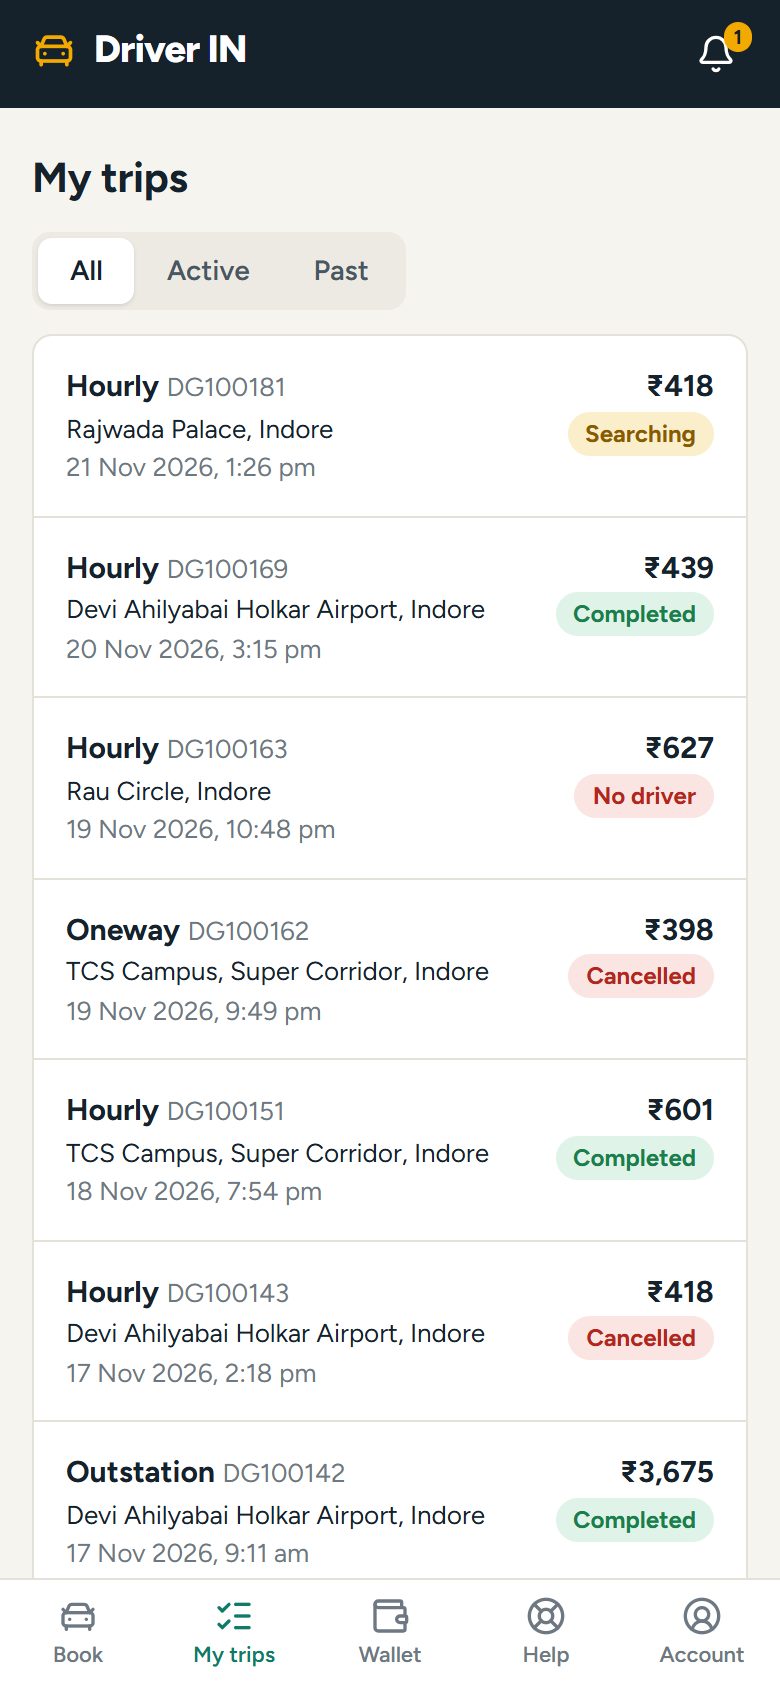 Driver IN
1
My trips
All Active Past
Hourly DG100181 ₹418
Rajwada Palace, Indore Searching
21 Nov 2026, 1:26 pm
Hourly DG100169 ₹439
Devi Ahilyabai Holkar Airport, Indore Completed
20 Nov 2026, 3:15 pm
Hourly DG100163 ₹627
Rau Circle, Indore No driver
19 Nov 2026, 10:48 pm
Oneway DG100162 ₹398
TCS Campus, Super Corridor, Indore Cancelled
19 Nov 2026, 9:49 pm
Hourly DG100151 ₹601
TCS Campus, Super Corridor, Indore Completed
18 Nov 2026, 7:54 pm
Hourly DG100143 ₹418
Devi Ahilyabai Holkar Airport, Indore Cancelled
17 Nov 2026, 2:18 pm
Outstation DG100142 ₹3,675
Devi Ahilyabai Holkar Airport, Indore Completed
17 Nov 2026, 9:11 am
Book My trips Wallet Help Account